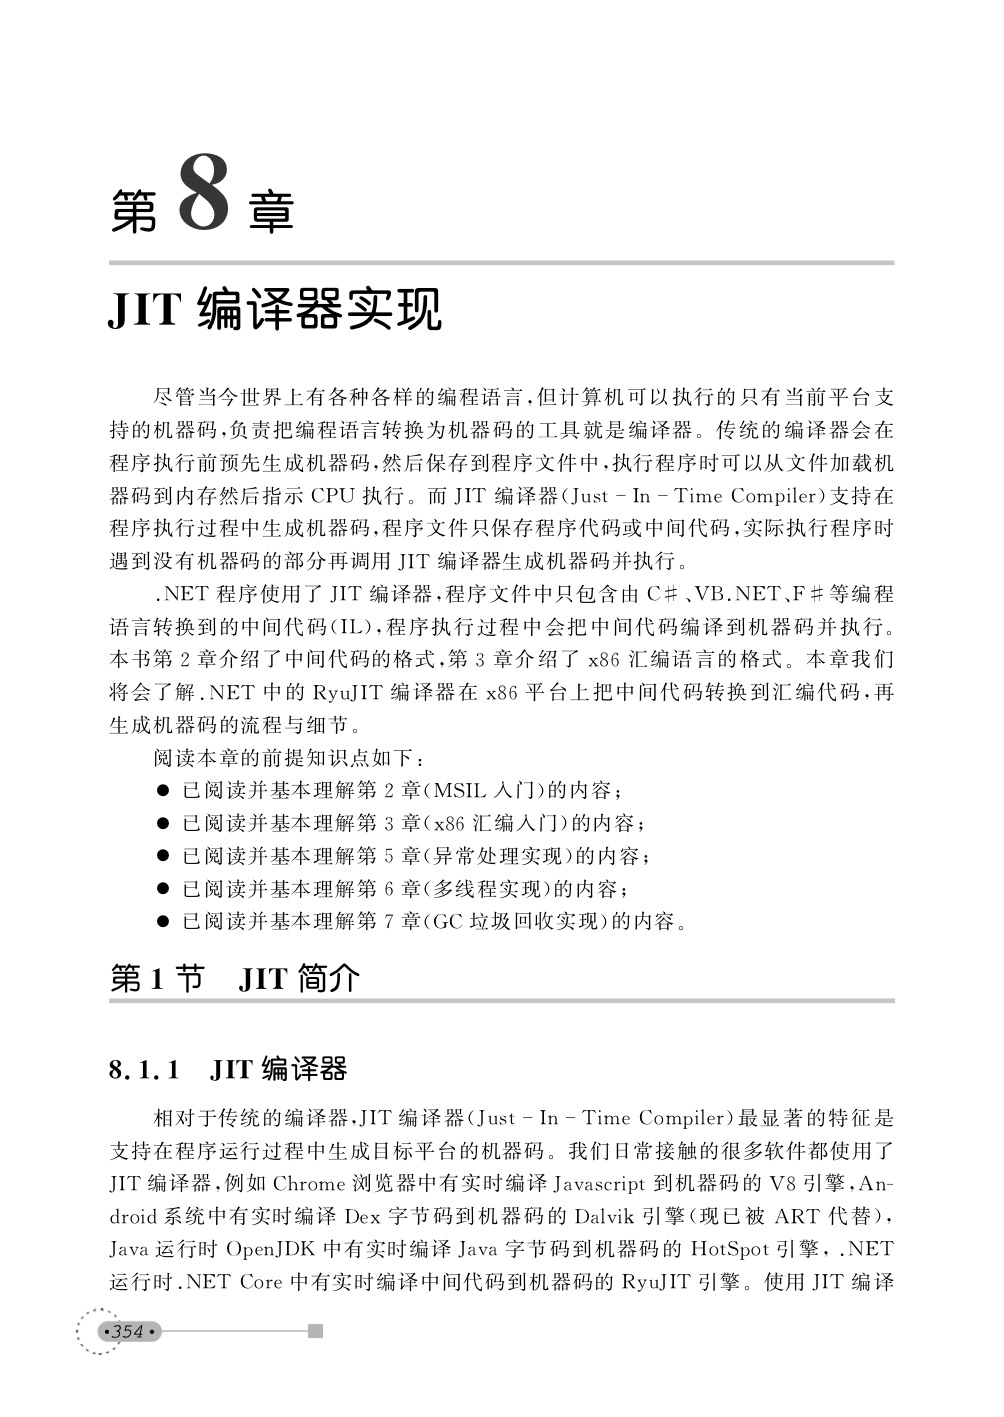 第8章
JIT 编译器实现
尽管当今世界上有各种各样的编程语言,但计算机可以执行的只有当前平台支
持的机器码,负责把编程语言转换为机器码的工具就是编译器。传统的编译器会在
程序执行前预先生成机器码,然后保存到程序文件中,执行程序时可以从文件加载机
器码到内存然后指示 CPU 执行。而 JIT 编译器(Just-In-Time Compiler)支持在
程序执行过程中生成机器码,程序文件只保存程序代码或中间代码,实际执行程序时
遇到没有机器码的部分再调用 JIT 编译器生成机器码并执行。
.NET 程序使用了 JIT 编译器,程序文件中只包含由 C♯、VB.NET、F♯等编程
语言转换到的中间代码(IL),程序执行过程中会把中间代码编译到机器码并执行。
本书第 2 章介绍了中间代码的格式,第 3 章介绍了 x86 汇编语言的格式。本章我们
将会了解.NET 中的 RyuJIT 编译器在 x86 平台上把中间代码转换到汇编代码,再
生成机器码的流程与细节。
阅读本章的前提知识点如下:
● 已阅读并基本理解第 2 章(MSIL 入门)的内容;
● 已阅读并基本理解第 3 章(x86 汇编入门)的内容;
● 已阅读并基本理解第 5 章(异常处理实现)的内容;
● 已阅读并基本理解第 6 章(多线程实现)的内容;
● 已阅读并基本理解第 7 章(GC 垃圾回收实现)的内容。
第 1 节 JIT 简介
8.1.1 JIT 编译器
相对于传统的编译器,JIT 编译器(Just-In-Time Compiler)最显著的特征是
支持在程序运行过程中生成目标平台的机器码。我们日常接触的很多软件都使用了
JIT 编译器,例如 Chrome 浏览器中有实时编译 Javascript 到机器码的 V8 引擎,An-
droid 系统中有实时编译 Dex 字节码到机器码的 Dalvik 引擎(现已被 ART 代替),
Java 运行时 OpenJDK 中有实时编译 Java 字节码到机器码的 HotSpot 引擎,.NET
运行时.NET Core 中有实时编译中间代码到机器码的 RyuJIT 引擎。使用 JIT 编译
•354•